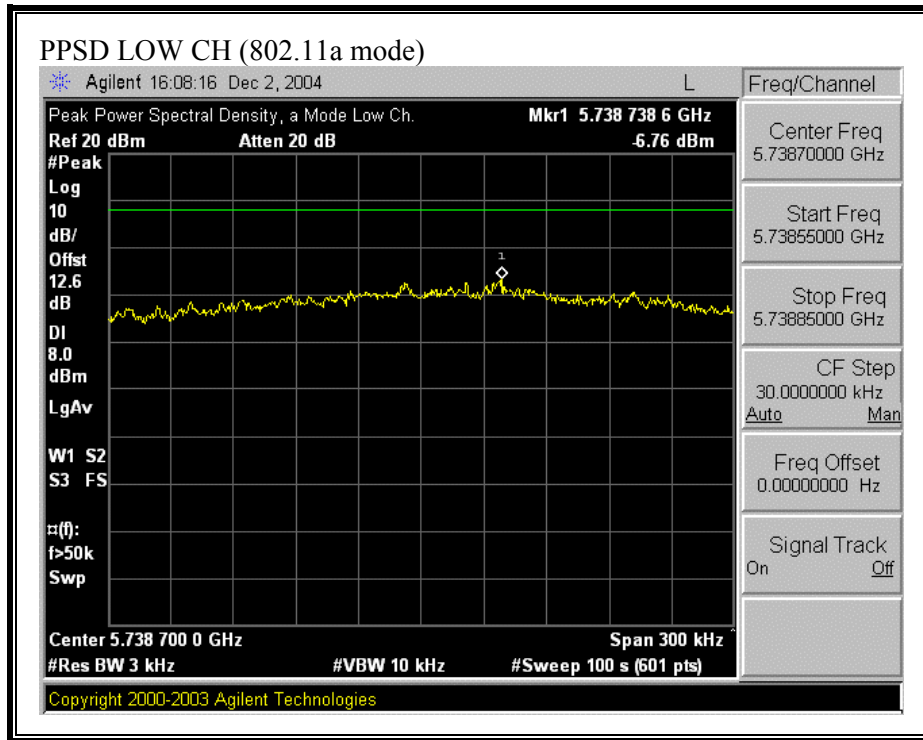 PPSD LOW CH (802.11a mode)
Agilent 16:08:16 Dec 2, 2004 L
Peak Power Spectral Density, a Mode Low Ch. Mkr1 5.738 738 6 GHz
Ref 20 dBm Atten 20 dB -6.76 dBm
#Peak
Log
10
dB/
Offst
12.6
dB
DI
8.0
dBm
LgAv
W1 S2
S3 FS
¤(f):
f>50k
Swp
1
Center 5.738 700 0 GHz Span 300 kHz
#Res BW 3 kHz #VBW 10 kHz #Sweep 100 s (601 pts)
Copyright 2000-2003 Agilent Technologies
Freq/Channel
Center Freq
5.73870000 GHz
Start Freq
5.73855000 GHz
Stop Freq
5.73885000 GHz
CF Step
30.0000000 kHz
Auto Man
Freq Offset
0.00000000 Hz
Signal Track
On Off